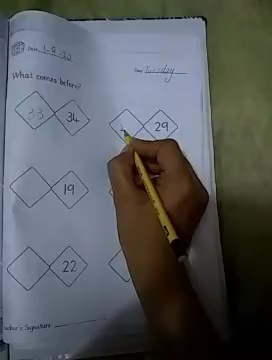 Date 1-9-20
Day Tuesday
What comes before?
33 34
29
19
22
Teacher's Signature